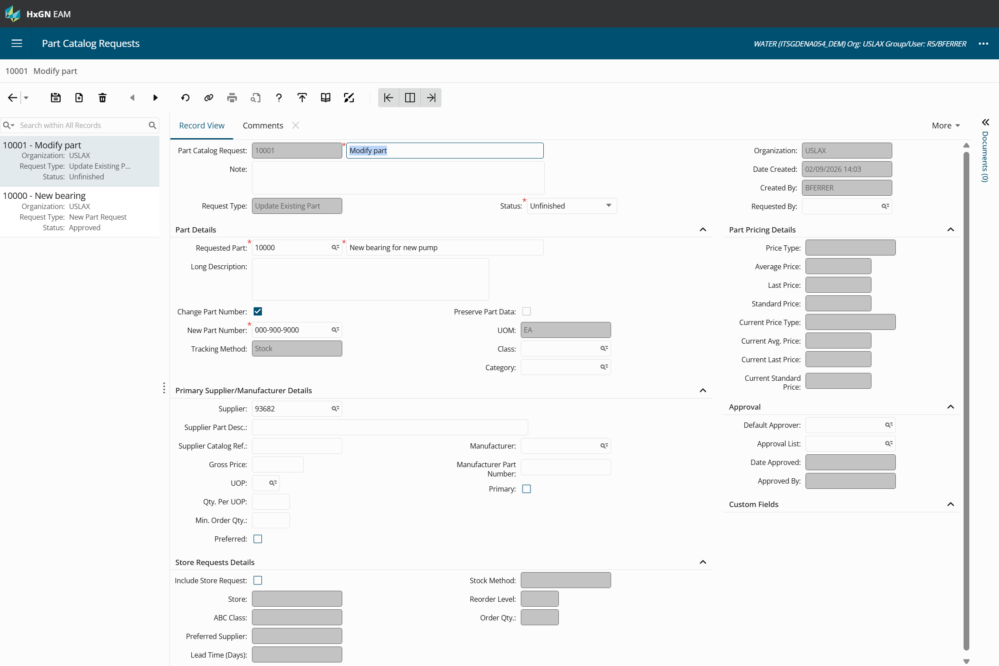 HxGN EAM
Part Catalog Requests
WATER (ITSGDENA054_DEM) Org: USLAX Group/User: R5/BFERRER
10001 Modify part
Search within All Records
10001 - Modify part
Organization: USLAX
Request Type: Update Existing P...
Status: Unfinished
10000 - New bearing
Organization: USLAX
Request Type: New Part Request
Status: Approved
Record View
Comments
More
Documents (0)
Part Catalog Request: 10001 * Modify part
Note:
Request Type: Update Existing Part
Status: * Unfinished
Organization: USLAX
Date Created: 02/09/2026 14:03
Created By: BFERRER
Requested By:
Part Details
Requested Part: * 10000 * New bearing for new pump
Long Description:
Change Part Number:
Preserve Part Data:
New Part Number: * 000-900-9000
UOM: EA
Tracking Method: Stock
Class:
Category:
Primary Supplier/Manufacturer Details
Supplier: 93682
Supplier Part Desc.:
Supplier Catalog Ref.:
Manufacturer:
Gross Price:
Manufacturer Part
Number:
UOP:
Primary:
Qty. Per UOP:
Min. Order Qty.:
Preferred:
Store Requests Details
Include Store Request:
Stock Method:
Store:
Reorder Level:
ABC Class:
Order Qty.:
Preferred Supplier:
Lead Time (Days):
Part Pricing Details
Price Type:
Average Price:
Last Price:
Standard Price:
Current Price Type:
Current Avg. Price:
Current Last Price:
Current Standard
Price:
Approval
Default Approver:
Approval List:
Date Approved:
Approved By:
Custom Fields